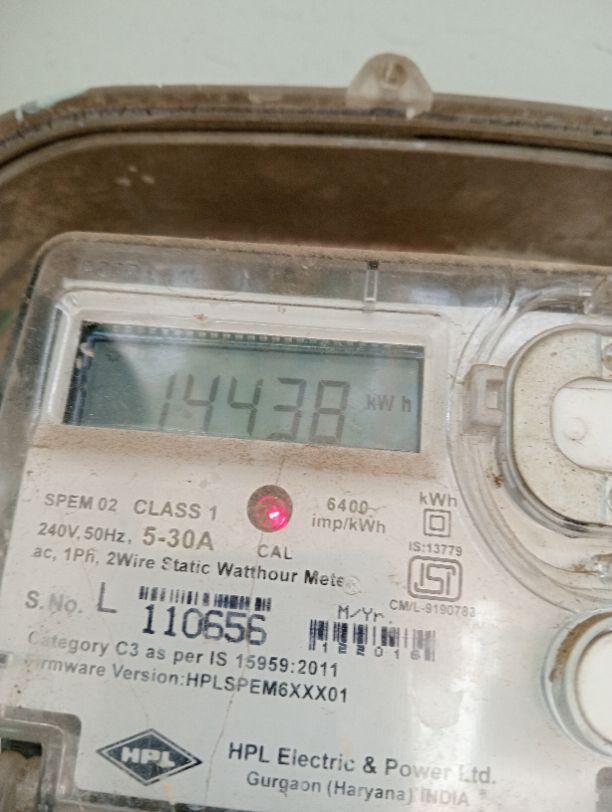 14438 kWh
SPEM 02 CLASS 1
6400 imp/kWh
kWh
240V, 50Hz, 5-30A
CAL
IS:13779
ac, 1Ph, 2Wire Static Watthour Meter
ISI
CM/L-9190783
S.No. L 110656
M/Yr.
122016
Category C3 as per IS 15959:2011
Firmware Version:HPLSPEM6XXX01
HPL
HPL Electric & Power Ltd.
Gurgaon (Haryana) INDIA